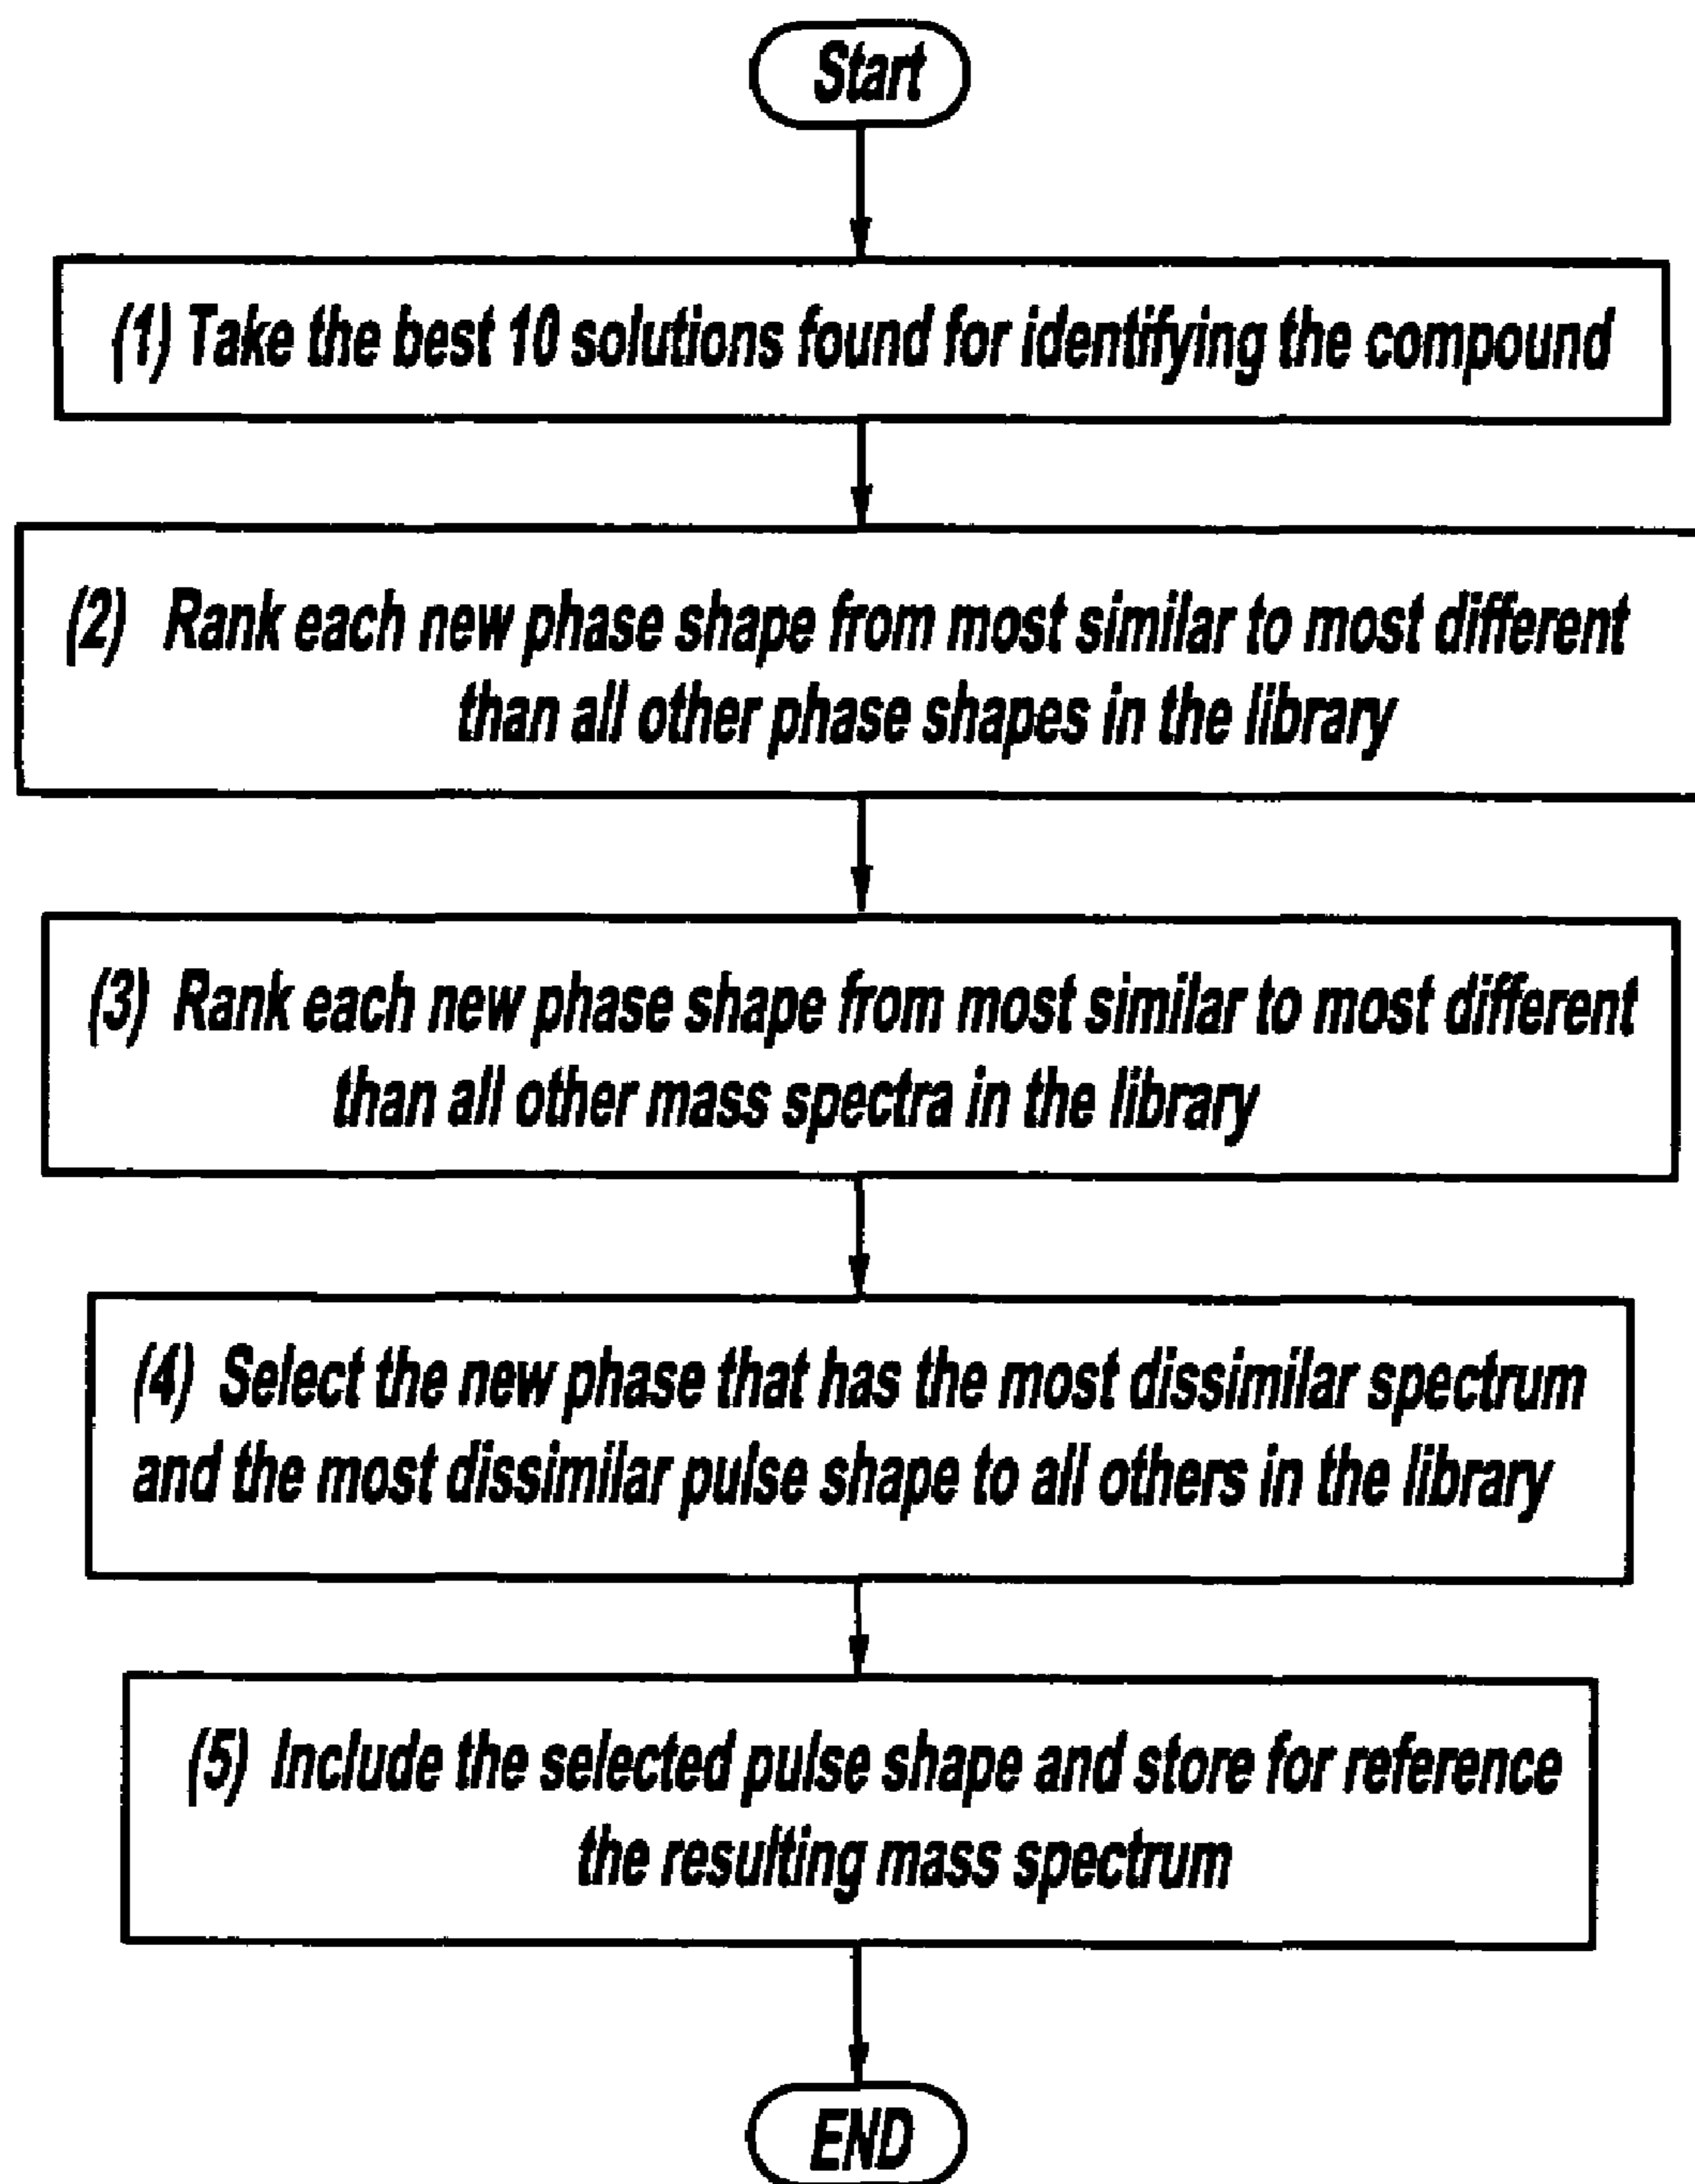 Start
(1) Take the best 10 solutions found for identifying the compound
(2) Rank each new phase shape from most similar to most different
than all other phase shapes in the library
(3) Rank each new phase shape from most similar to most different
than all other mass spectra in the library
(4) Select the new phase that has the most dissimilar spectrum
and the most dissimilar pulse shape to all others in the library
(5) Include the selected pulse shape and store for reference
the resulting mass spectrum
END